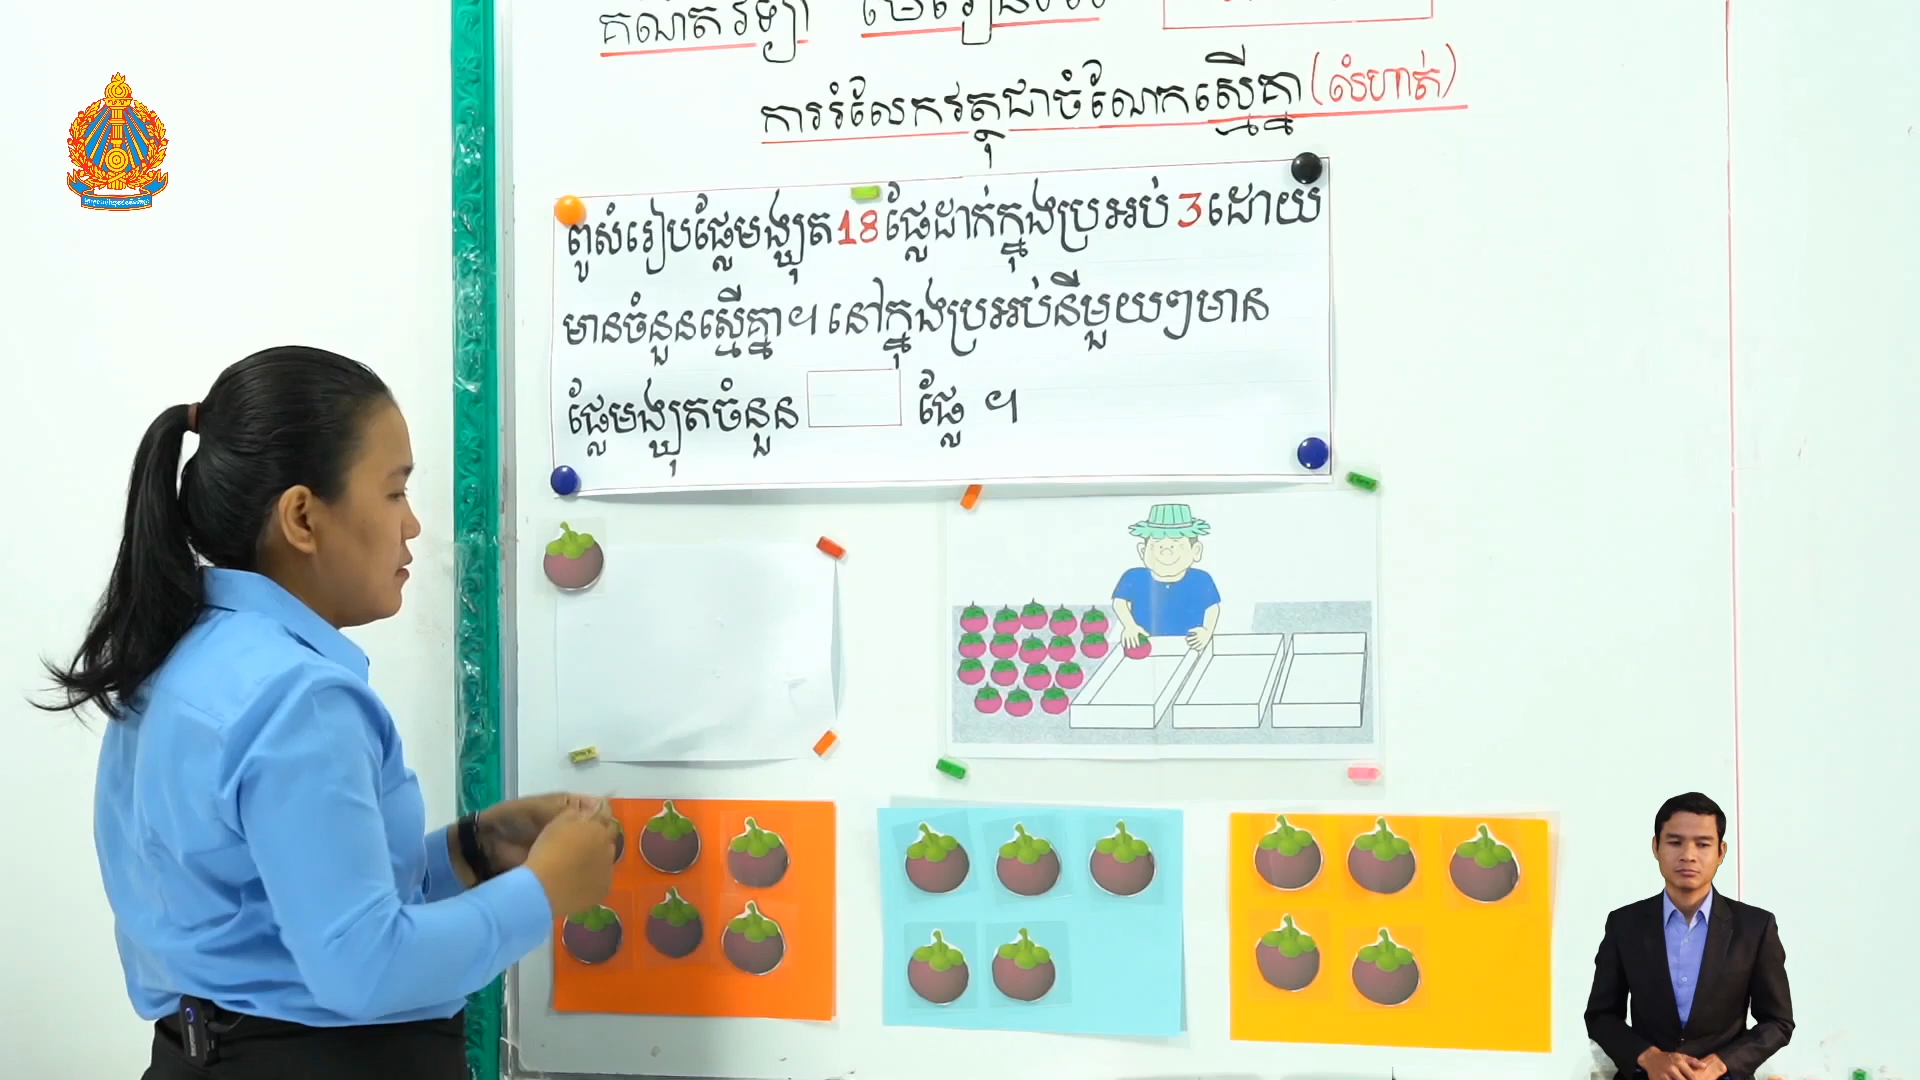 គណិតវិទ្យា
ការរំលែកវត្ថុជាចំណែកស្មើគ្នា (លំហាត់)
ពូសំរៀបផ្លែមង្ឃុត 18 ផ្លែដាក់ក្នុងប្រអប់ 3 ដោយ
មានចំនួនស្មើគ្នា។ នៅក្នុងប្រអប់នីមួយៗមាន
ផ្លែមង្ឃុតចំនួន ផ្លែ ។